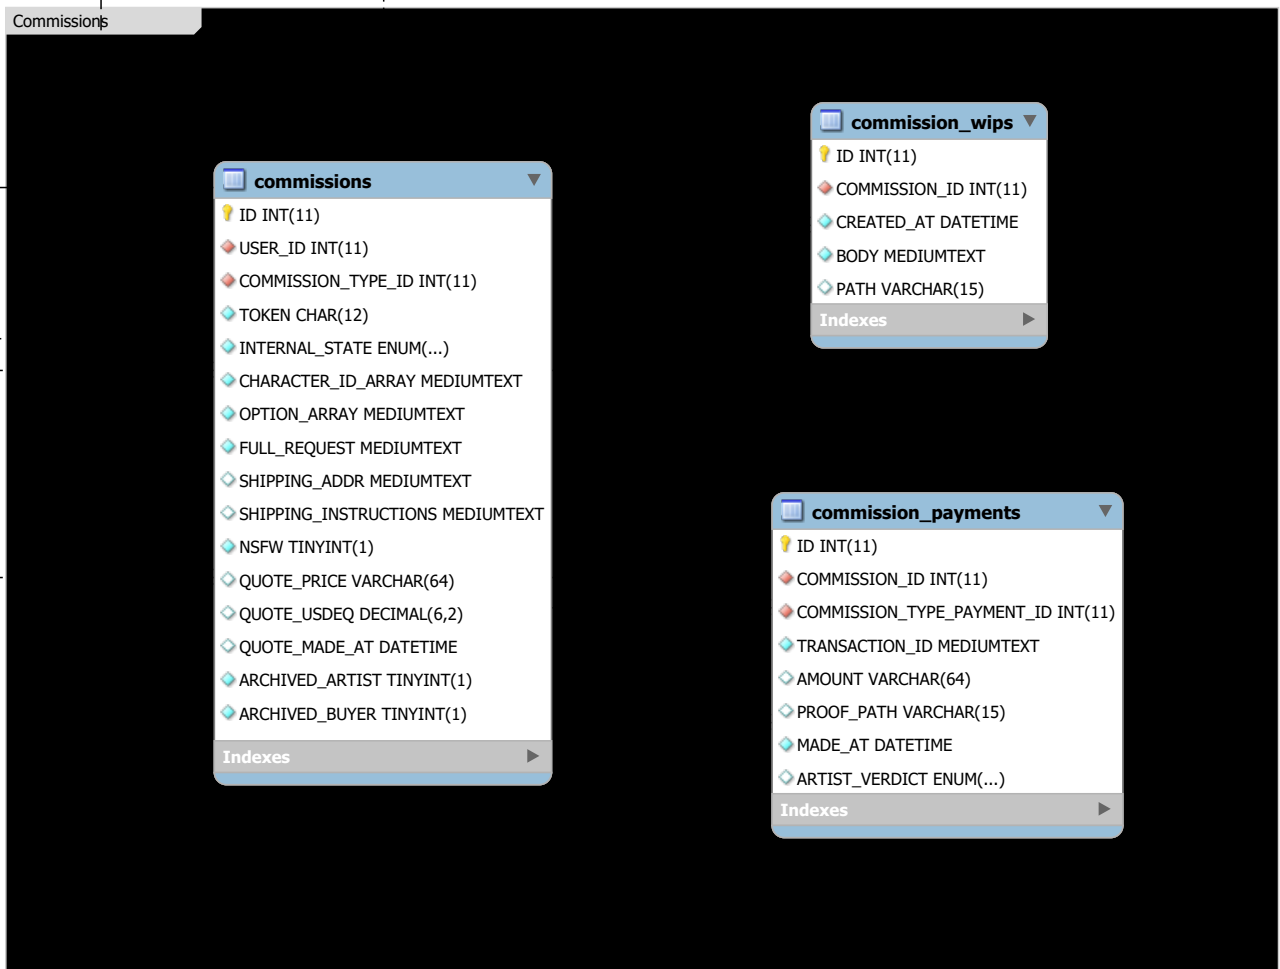 Commissions
commissions
ID INT(11)
USER_ID INT(11)
COMMISSION_TYPE_ID INT(11)
TOKEN CHAR(12)
INTERNAL_STATE ENUM(...)
CHARACTER_ID_ARRAY MEDIUMTEXT
OPTION_ARRAY MEDIUMTEXT
FULL_REQUEST MEDIUMTEXT
SHIPPING_ADDR MEDIUMTEXT
SHIPPING_INSTRUCTIONS MEDIUMTEXT
NSFW TINYINT(1)
QUOTE_PRICE VARCHAR(64)
QUOTE_USDEQ DECIMAL(6,2)
QUOTE_MADE_AT DATETIME
ARCHIVED_ARTIST TINYINT(1)
ARCHIVED_BUYER TINYINT(1)
Indexes
commission_wips
ID INT(11)
COMMISSION_ID INT(11)
CREATED_AT DATETIME
BODY MEDIUMTEXT
PATH VARCHAR(15)
Indexes
commission_payments
ID INT(11)
COMMISSION_ID INT(11)
COMMISSION_TYPE_PAYMENT_ID INT(11)
TRANSACTION_ID MEDIUMTEXT
AMOUNT VARCHAR(64)
PROOF_PATH VARCHAR(15)
MADE_AT DATETIME
ARTIST_VERDICT ENUM(...)
Indexes